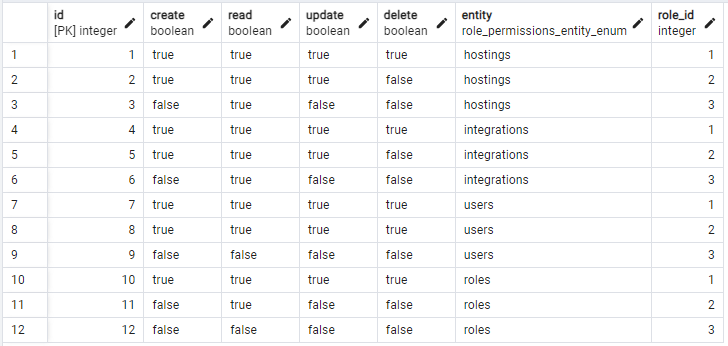 id create read update delete entity role_id
[PK] integer boolean boolean boolean boolean role_permissions_entity_enum integer
1 1 true true true true hostings 1
2 2 true true true false hostings 2
3 3 false true false false hostings 3
4 4 true true true true integrations 1
5 5 true true true false integrations 2
6 6 false true false false integrations 3
7 7 true true true true users 1
8 8 true true true true users 2
9 9 false false false false users 3
10 10 true true true true roles 1
11 11 false true false false roles 2
12 12 false false false false roles 3